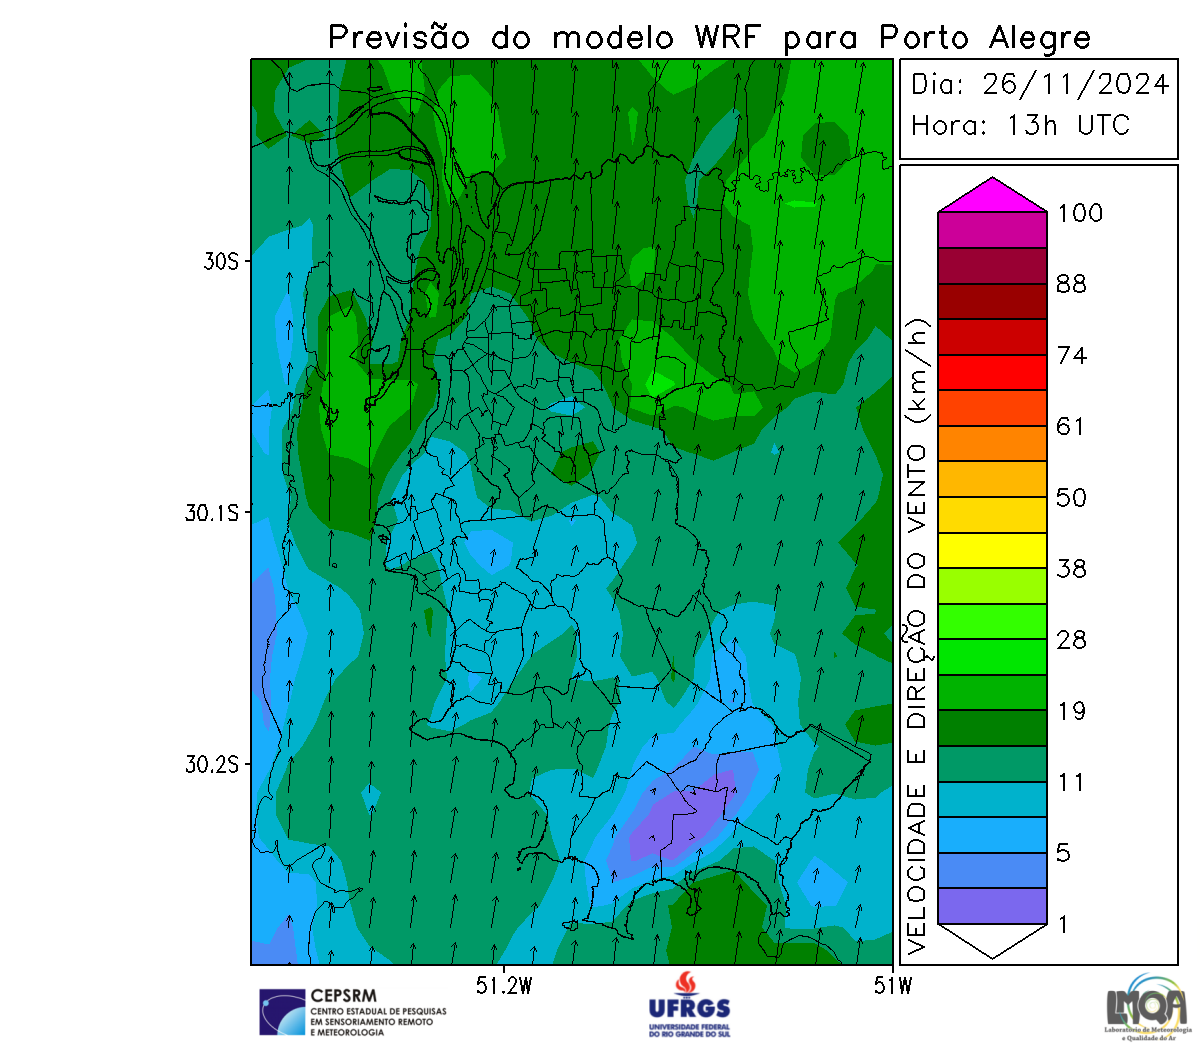 Previsão do modelo WRF para Porto Alegre
Dia: 26/11/2024
Hora: 13h UTC
30S
30.1S
30.2S
51.2W
51W
VELOCIDADE E DIREÇÃO DO VENTO (km/h)
100
88
74
61
50
38
28
19
11
5
1
CEPSRM
CENTRO ESTADUAL DE PESQUISAS
EM SENSORIAMENTO REMOTO
E METEOROLOGIA
UFRGS
UNIVERSIDADE FEDERAL
DO RIO GRANDE DO SUL
LMQA
Laboratório de Meteorologia
e Qualidade do Ar